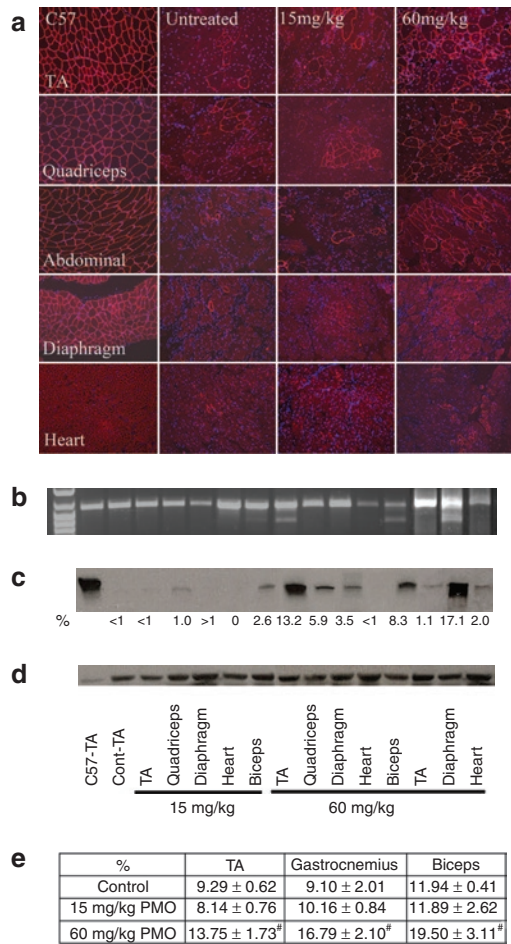 a
C57 Untreated 15mg/kg 60mg/kg
TA
Quadriceps
Abdominal
Diaphragm
Heart
b
c
% <1 <1 1.0 >1 0 2.6 13.2 5.9 3.5 <1 8.3 1.1 17.1 2.0
d
C57-TA Cont-TA TA Quadriceps Diaphragm Heart Biceps TA Quadriceps Diaphragm Heart Biceps TA Diaphragm Heart
15 mg/kg 60 mg/kg
e
% TA Gastrocnemius Biceps
Control 9.29 ± 0.62 9.10 ± 2.01 11.94 ± 0.41
15 mg/kg PMO 8.14 ± 0.76 10.16 ± 0.84 11.89 ± 2.62
60 mg/kg PMO 13.75 ± 1.73# 16.79 ± 2.10# 19.50 ± 3.11#